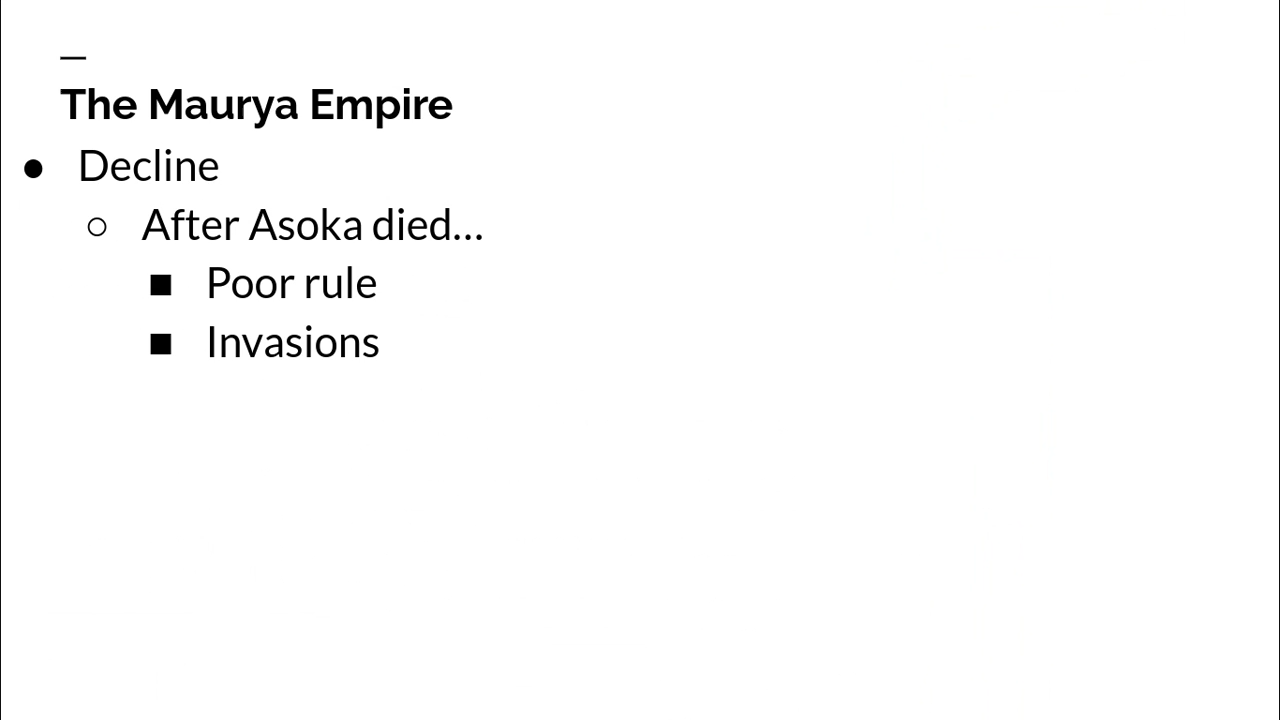 The Maurya Empire
● Decline
○ After Asoka died...
■ Poor rule
■ Invasions